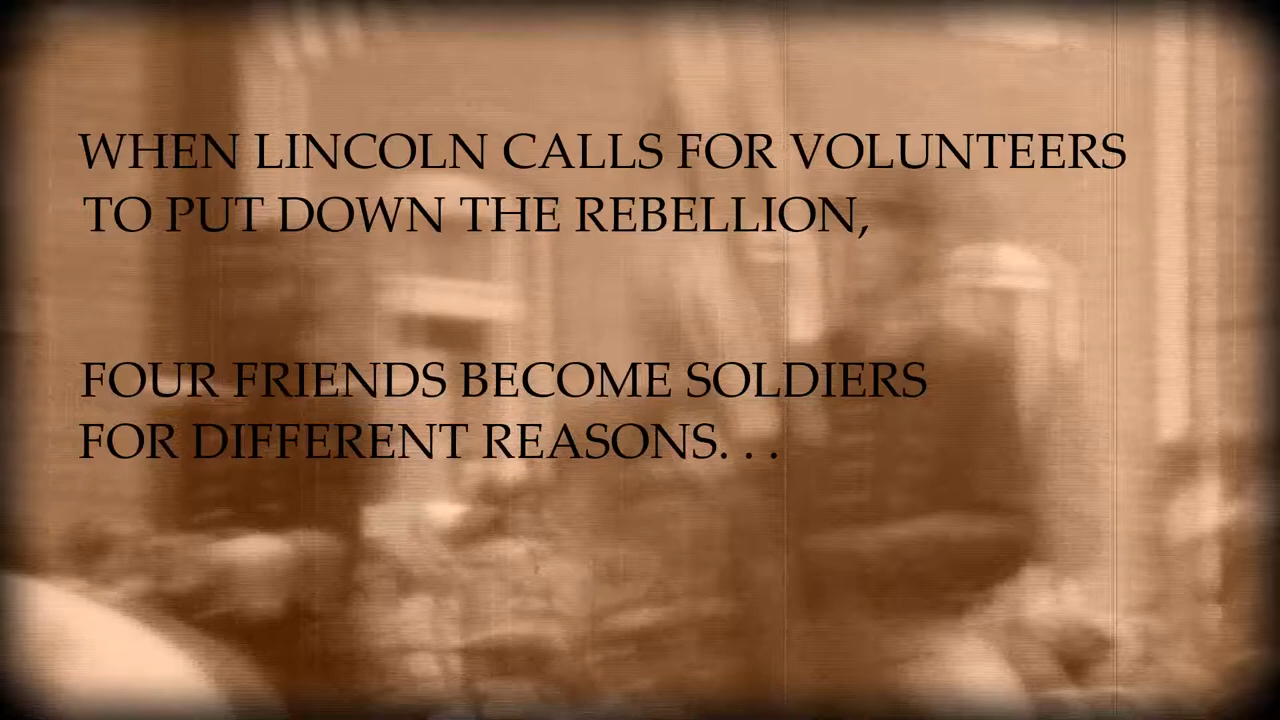 WHEN LINCOLN CALLS FOR VOLUNTEERS
TO PUT DOWN THE REBELLION,
FOUR FRIENDS BECOME SOLDIERS
FOR DIFFERENT REASONS. . .